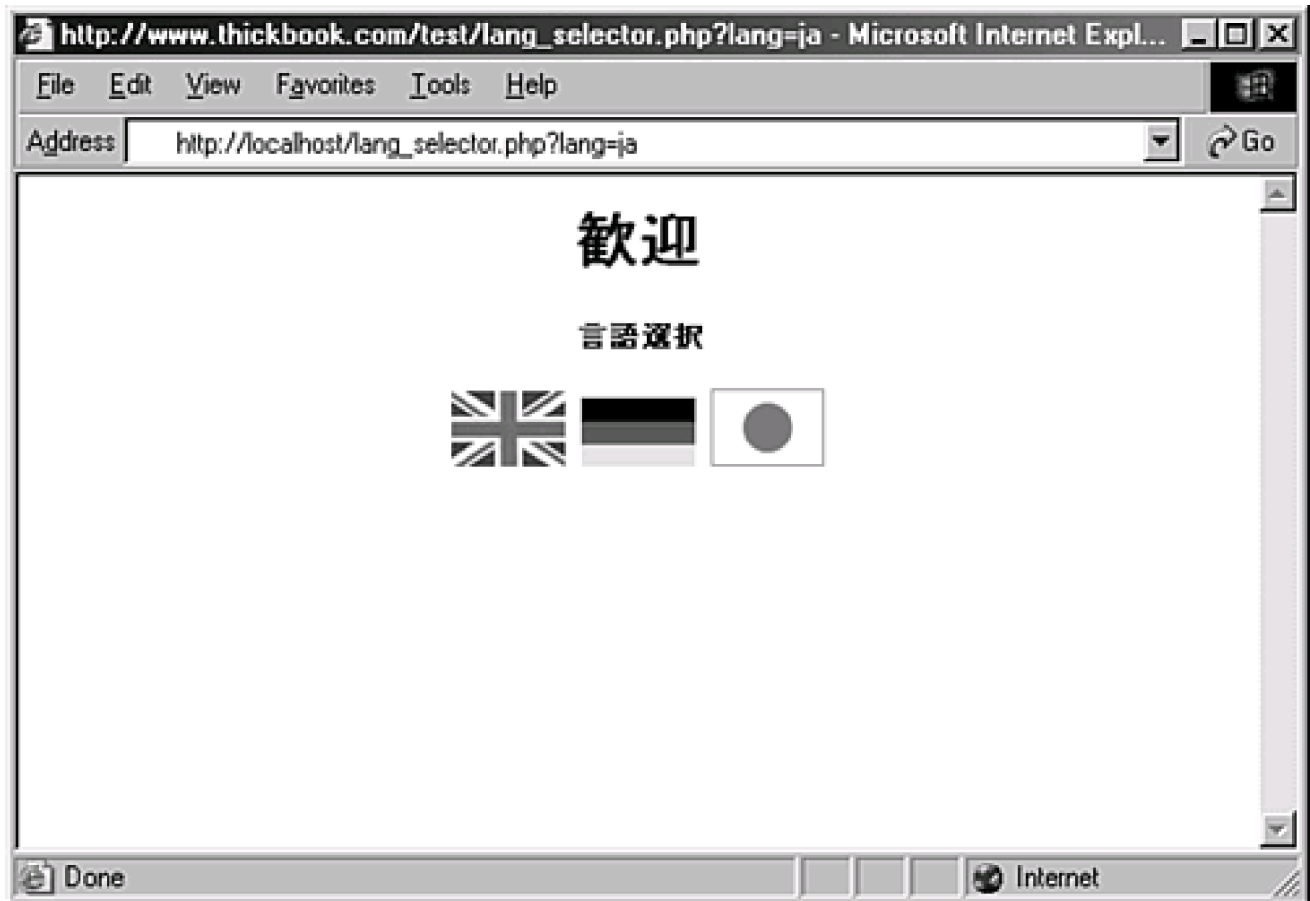 http://www.thickbook.com/test/lang_selector.php?lang=ja - Microsoft Internet Expl...
File Edit View Favorites Tools Help
Address http://localhost/lang_selector.php?lang=ja Go
歓迎
言語選択
Done Internet